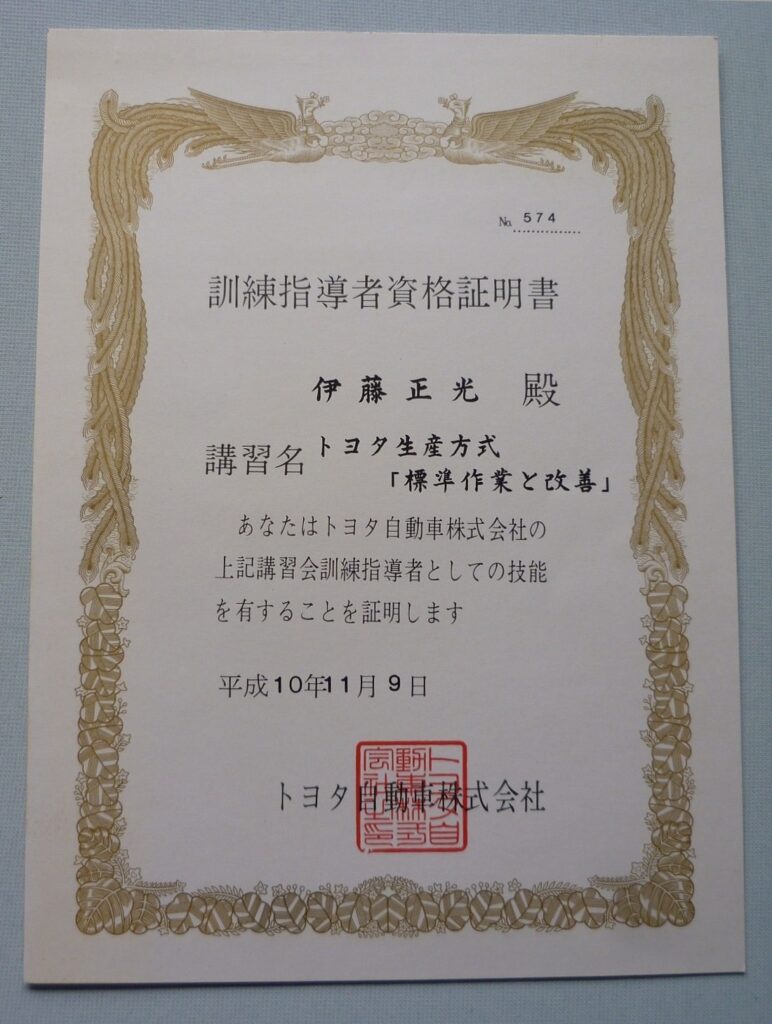 No. 574
訓練指導者資格証明書
伊藤正光 殿
講習名 トヨタ生産方式
「標準作業と改善」
あなたはトヨタ自動車株式会社の
上記講習会訓練指導者としての技能
を有することを証明します
平成10年11月9日
トヨタ自動車株式会社